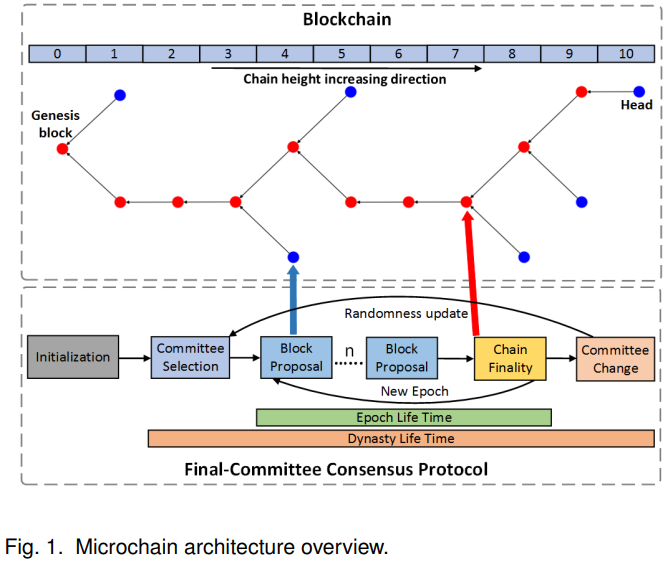 Blockchain
0 1 2 3 4 5 6 7 8 9 10
Chain height increasing direction
Genesis
block
Head
Randomness update
Initialization
Committee
Selection
Block
Proposal
n
......
Block
Proposal
Chain
Finality
Committee
Change
New Epoch
Epoch Life Time
Dynasty Life Time
Final-Committee Consensus Protocol
Fig. 1. Microchain architecture overview.